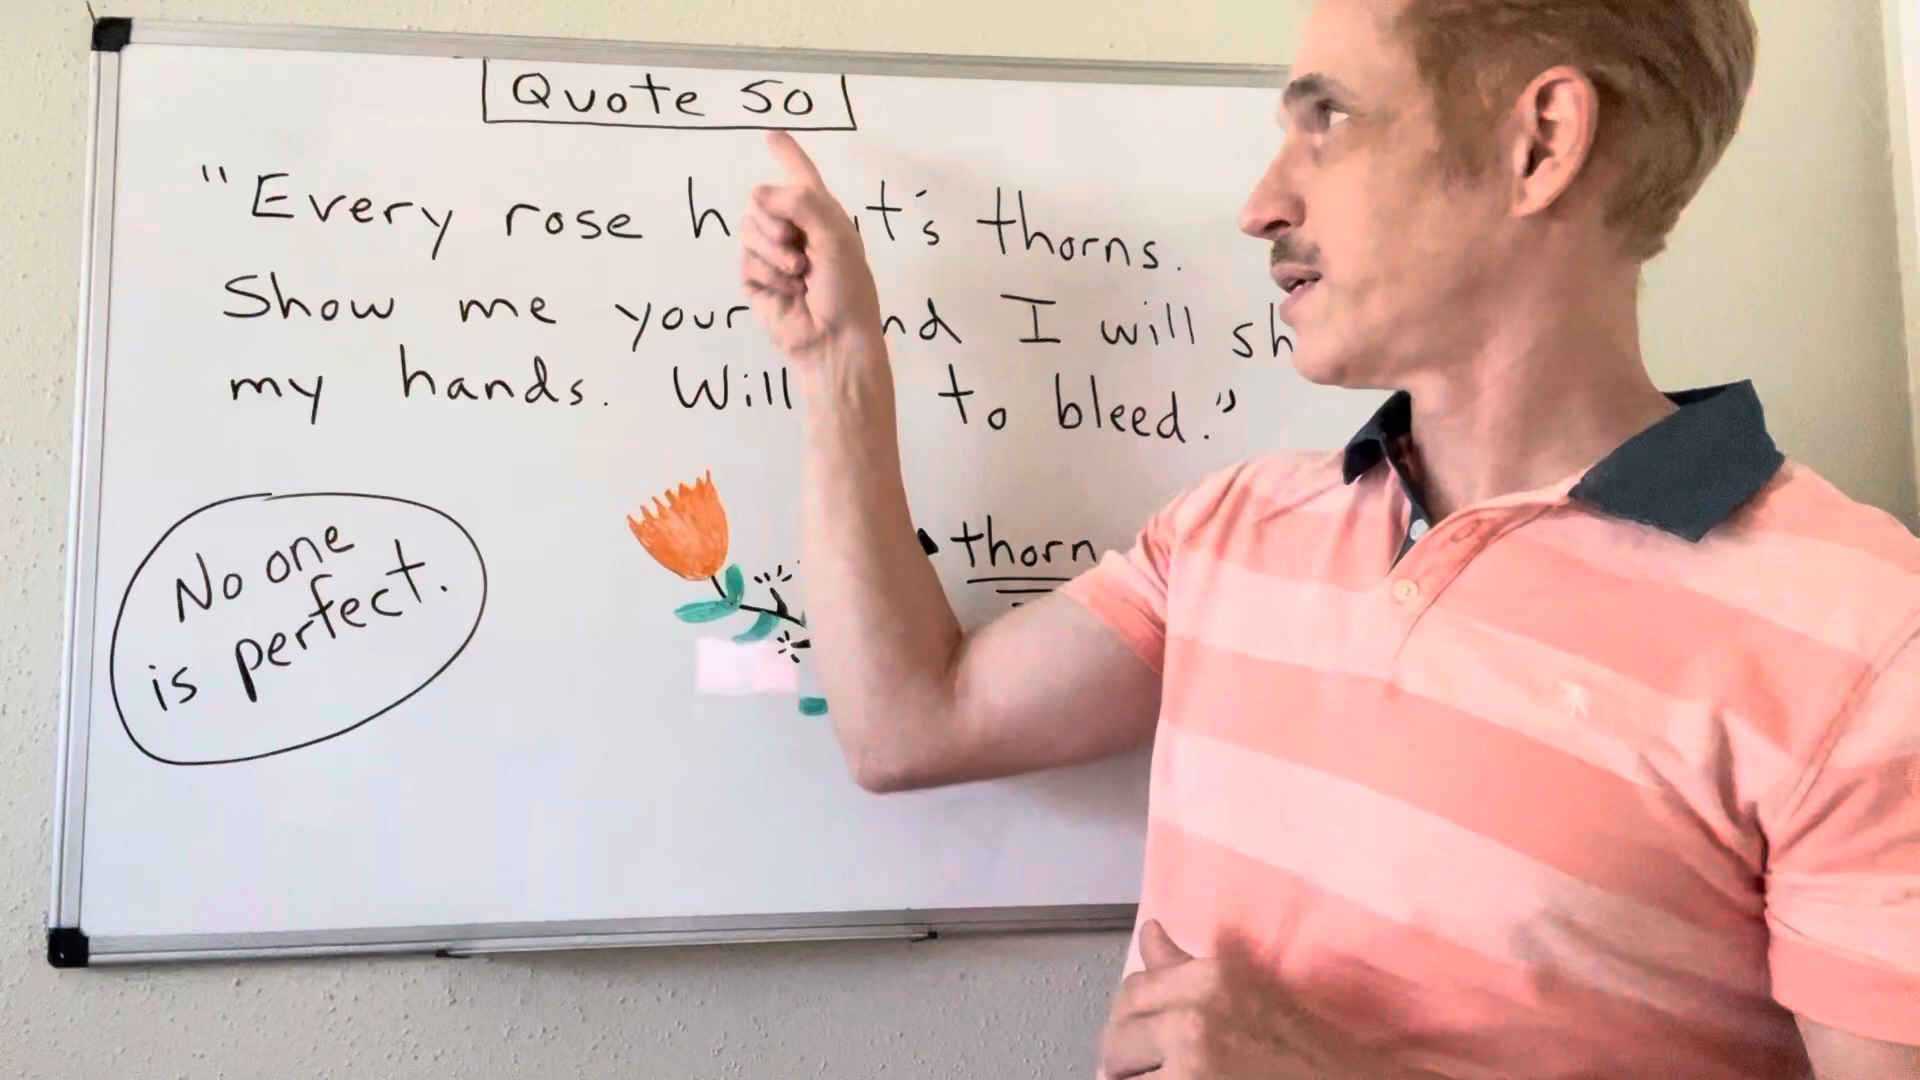 Quote 50
"Every rose h t's thorns.
Show me your nd I will sh
my hands. Will to bleed."
No one
is perfect.
thorn